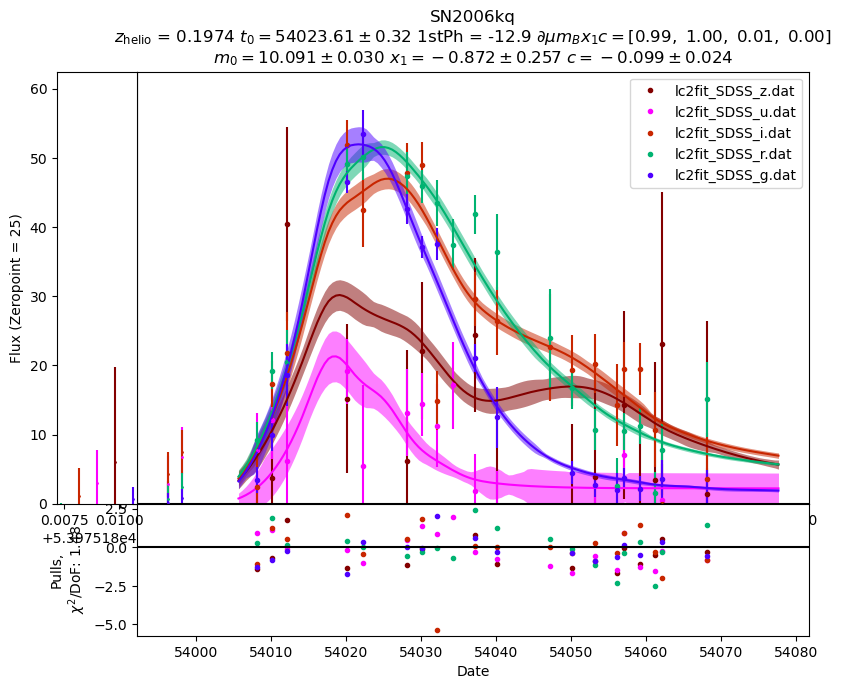 SN2006kq
z_helio = 0.1974 t_0 = 54023.61 ± 0.32 1stPh = -12.9 ∂μm_Bx_1c = [0.99, 1.00, 0.01, 0.00]
m_0 = 10.091 ± 0.030 x_1 = −0.872 ± 0.257 c = −0.099 ± 0.024
lc2fit_SDSS_z.dat
lc2fit_SDSS_u.dat
lc2fit_SDSS_i.dat
lc2fit_SDSS_r.dat
lc2fit_SDSS_g.dat
Flux (Zeropoint = 25)
60
50
40
30
20
10
0
0.0075 0.0100
Pulls,
χ²/DoF:
2.5
0.0
−2.5
−5.0
54000 54010 54020 54030 54040 54050 54060 54070 54080
Date